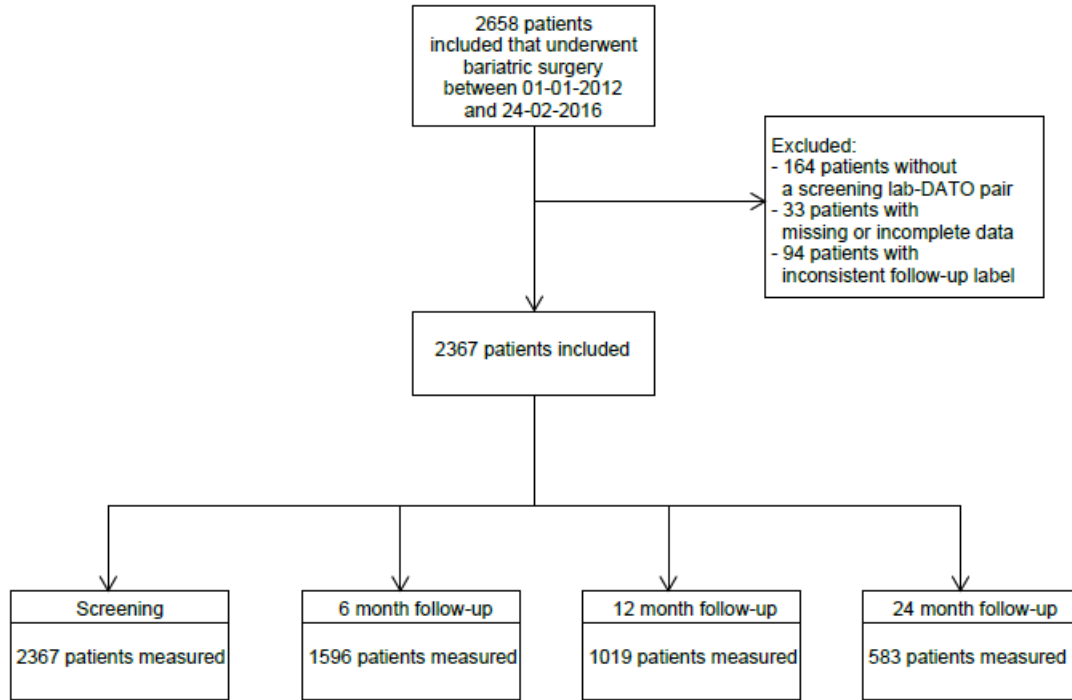 2658 patients
included that underwent
bariatric surgery
between 01-01-2012
and 24-02-2016
Excluded:
- 164 patients without
a screening lab-DATO pair
- 33 patients with
missing or incomplete data
- 94 patients with
inconsistent follow-up label
2367 patients included
Screening
2367 patients measured
6 month follow-up
1596 patients measured
12 month follow-up
1019 patients measured
24 month follow-up
583 patients measured